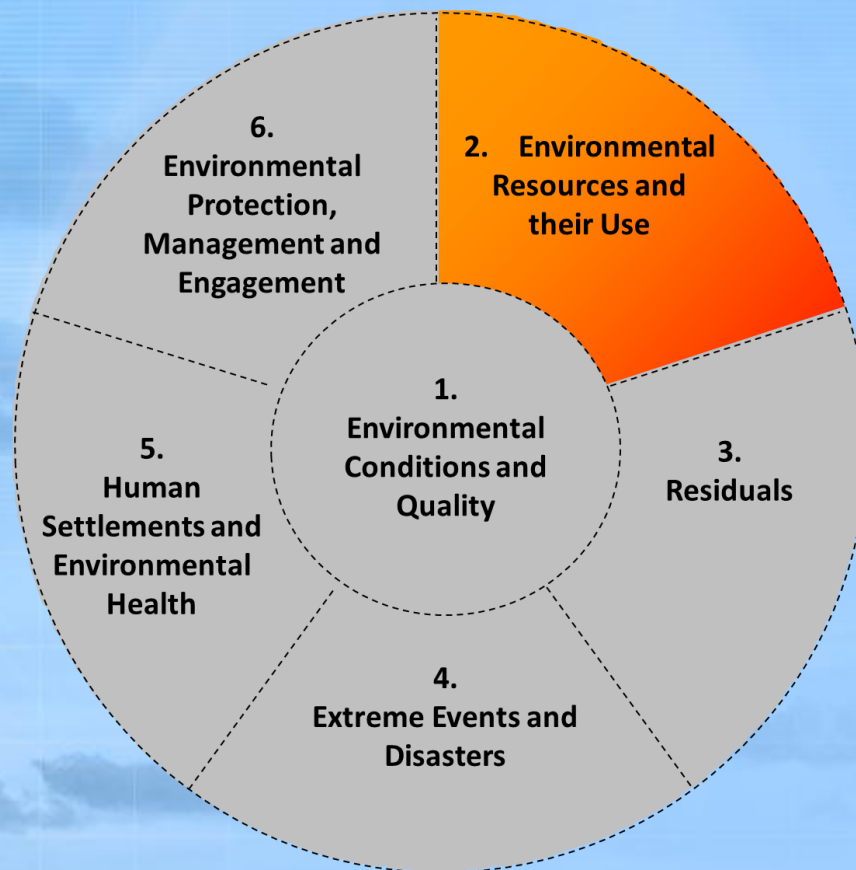 1.
Environmental
Conditions and
Quality
2. Environmental
Resources and
their Use
3.
Residuals
4.
Extreme Events and
Disasters
5.
Human
Settlements and
Environmental
Health
6.
Environmental
Protection,
Management and
Engagement